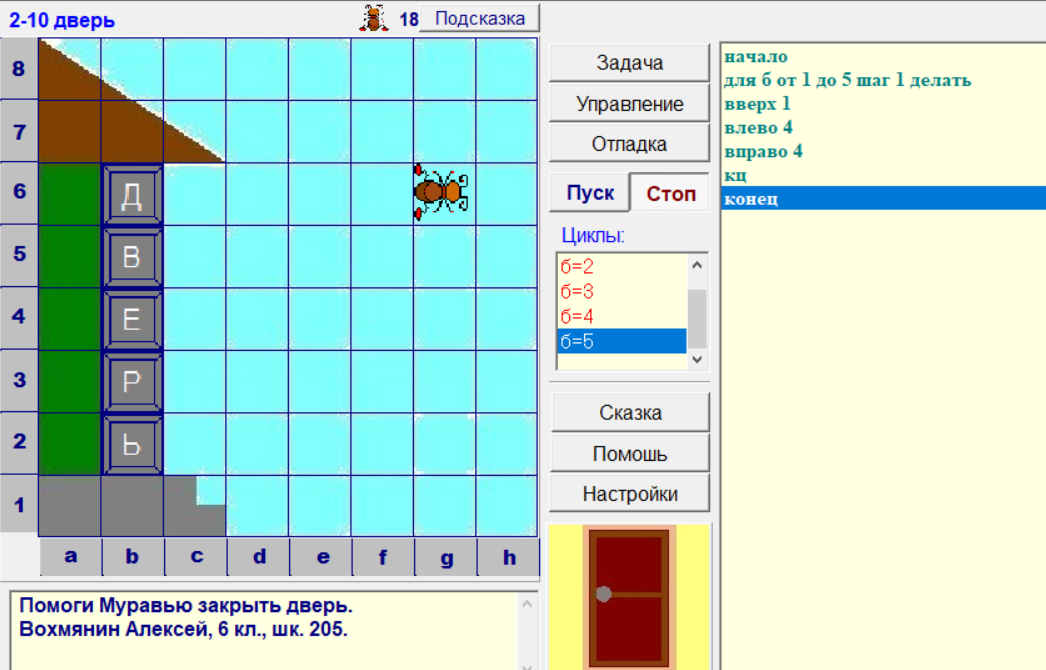 2-10 дверь
18
Подсказка
8
7
6
5
4
3
2
1
Д
В
Е
Р
Ь
a b c d e f g h
Помоги Муравью закрыть дверь.
Вохмянин Алексей, 6 кл., шк. 205.
Задача
Управление
Отладка
Пуск Стоп
Циклы:
б=2
б=3
б=4
б=5
Сказка
Помошь
Настройки
начало
для б от 1 до 5 шаг 1 делать
вверх 1
влево 4
вправо 4
кц
конец